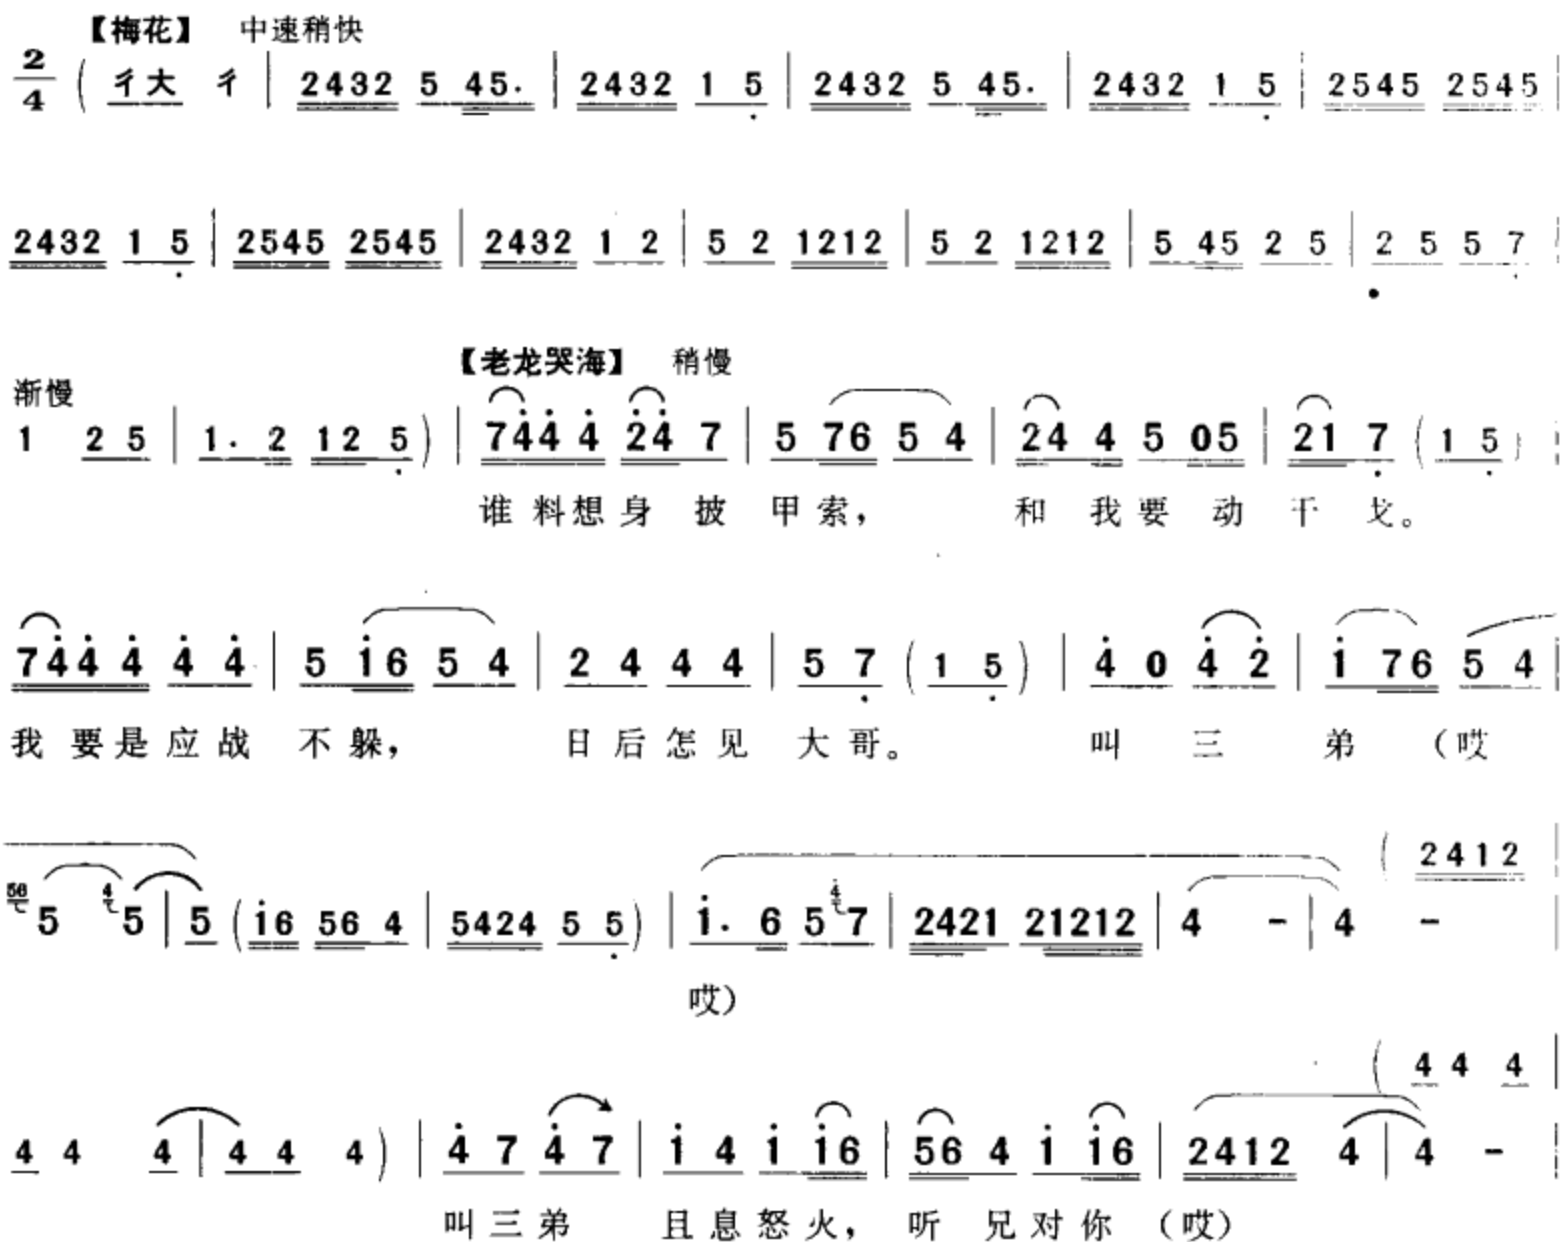 【梅花】 中速稍快
2/4 ( 彳大 彳 | 2432 5 45. | 2432 1 5 | 2432 5 45. | 2432 1 5 | 2545 2545 |
2432 1 5 | 2545 2545 | 2432 1 2 | 5 2 1212 | 5 2 1212 | 5 45 2 5 | 2 5 5 7 |
【老龙哭海】 稍慢
渐慢
1 2 5 | 1. 2 12 5 ) | 744 4 24 7 | 5 76 5 4 | 24 4 5 05 | 21 7 ( 1 5 ) |
谁料想身披甲索， 和我要动干戈。
744 4 4 4 | 5 16 5 4 | 2 4 4 4 | 5 7 ( 1 5 ) | 4 0 4 2 | 1 76 5 4 |
我要是应战不躲， 日后怎见大哥。 叫三弟（哎
( 2412
56 5 4 5 | 5 ( 16 56 4 | 5424 5 5 ) | 1. 6 5 4 7 | 2421 21212 | 4 - | 4 - |
哎）
( 4 4 4 |
4 4 4 | 4 4 4 ) | 4 7 4 7 | 1 4 1 16 | 56 4 1 16 | 2412 4 | 4 - |
叫三弟 且息怒火， 听兄对你（哎）